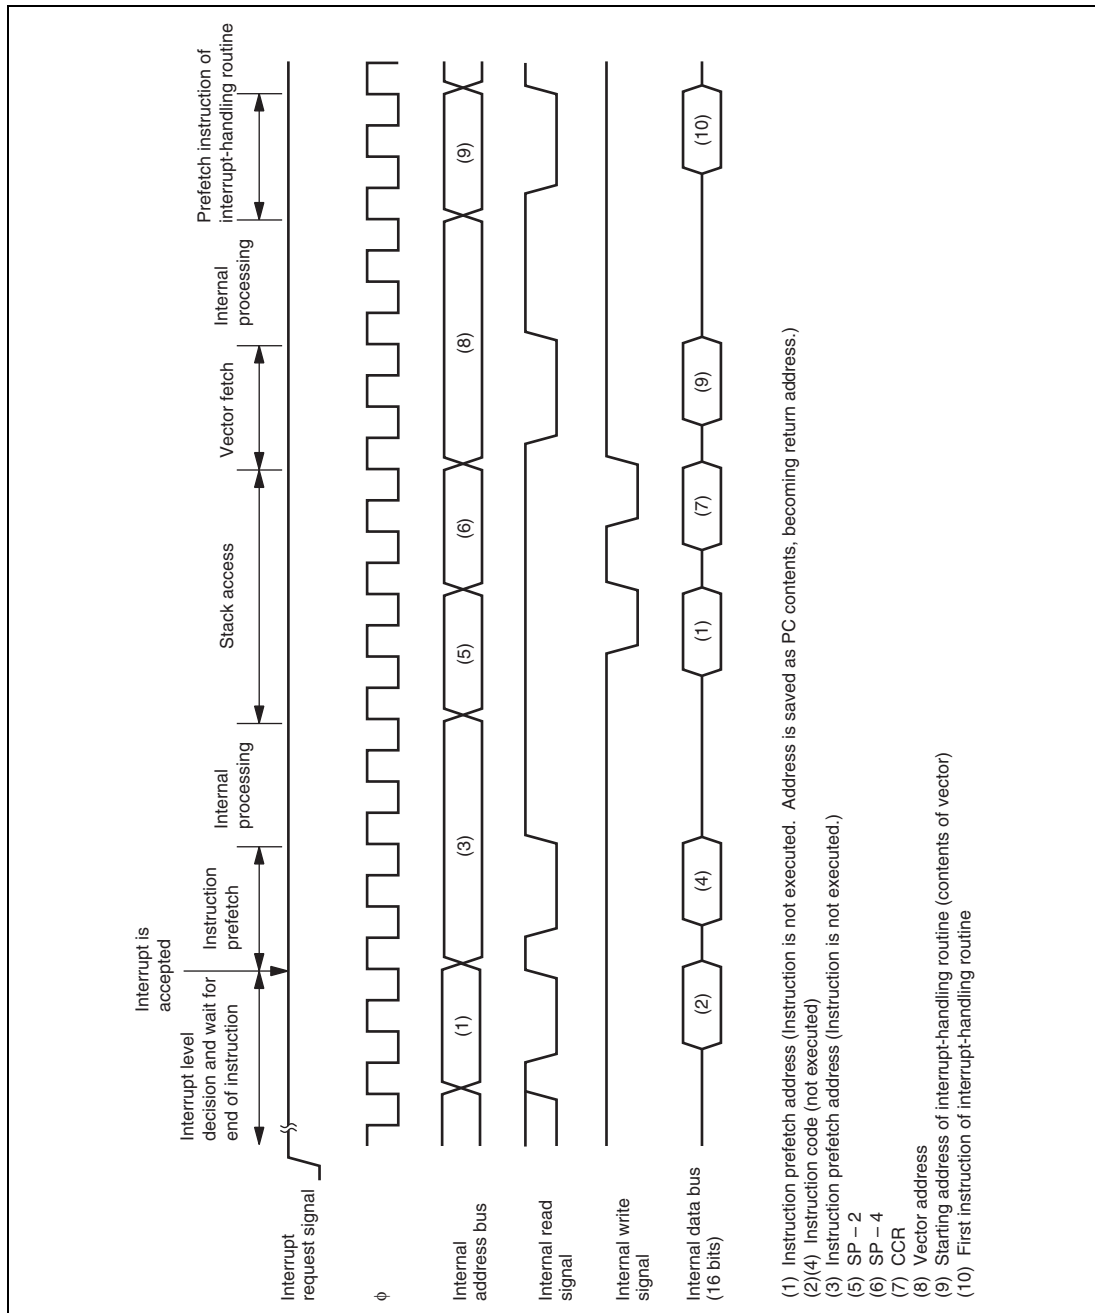 Interrupt is
accepted
Interrupt level
decision and wait for
end of instruction
Instruction
prefetch
Internal
processing
Stack access
Vector fetch
Internal
processing
Prefetch instruction of
interrupt-handling routine
Interrupt
request signal
φ
Internal
address bus
(1)
(3)
(5)
(6)
(8)
(9)
Internal read
signal
Internal write
signal
Internal data bus
(16 bits)
(2)
(4)
(1)
(7)
(9)
(10)
(1) Instruction prefetch address (Instruction is not executed. Address is saved as PC contents, becoming return address.)
(2)(4) Instruction code (not executed)
(3) Instruction prefetch address (Instruction is not executed.)
(5) SP – 2
(6) SP – 4
(7) CCR
(8) Vector address
(9) Starting address of interrupt-handling routine (contents of vector)
(10) First instruction of interrupt-handling routine